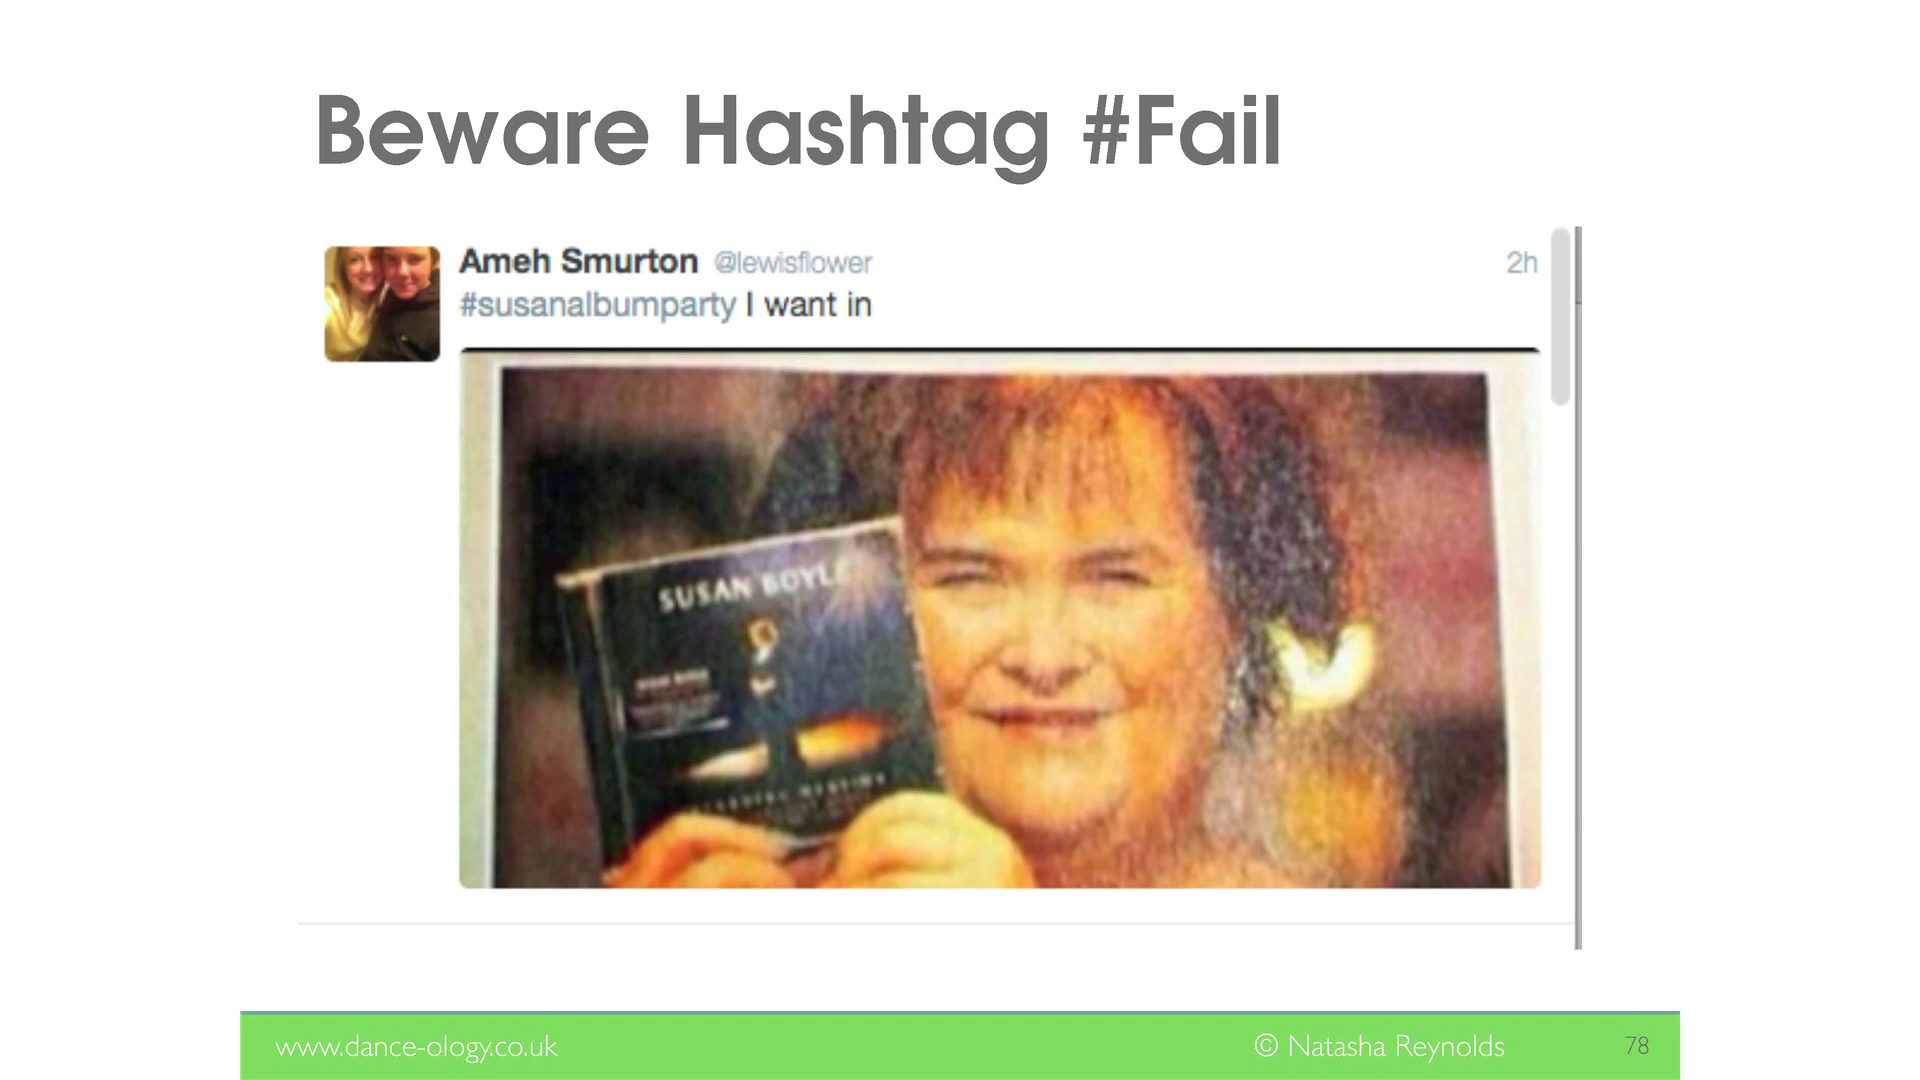 Beware Hashtag #Fail
Ameh Smurton @lewisflower 2h
#susanalbumparty I want in
SUSAN BOYLE
www.dance-ology.co.uk © Natasha Reynolds 78